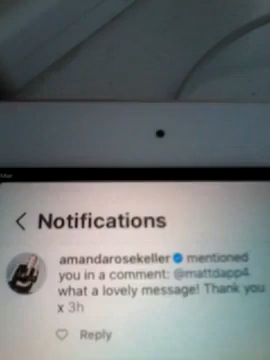 Notifications
amandarosekeller mentioned
you in a comment: @mattdapp4
what a lovely message! Thank you
x 3h
Reply